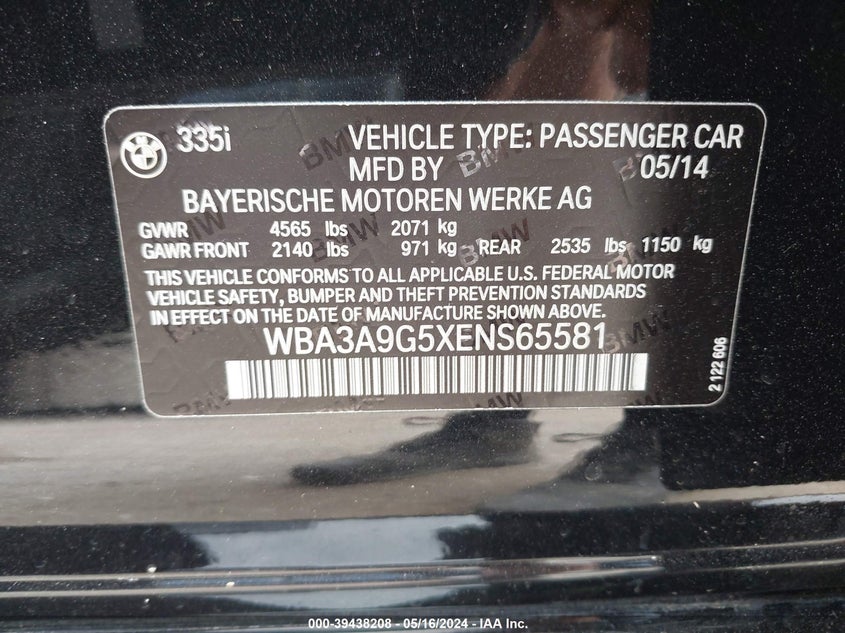 335i VEHICLE TYPE: PASSENGER CAR
MFD BY 05/14
BAYERISCHE MOTOREN WERKE AG
GVWR 4565 lbs 2071 kg
GAWR FRONT 2140 lbs 971 kg REAR 2535 lbs 1150 kg
THIS VEHICLE CONFORMS TO ALL APPLICABLE U.S. FEDERAL MOTOR
VEHICLE SAFETY, BUMPER AND THEFT PREVENTION STANDARDS
IN EFFECT ON THE DATE OF MANUFACTURE SHOWN ABOVE.
WBA3A9G5XENS65581
2 122 606
000-39438208 - 05/16/2024 - IAA Inc.